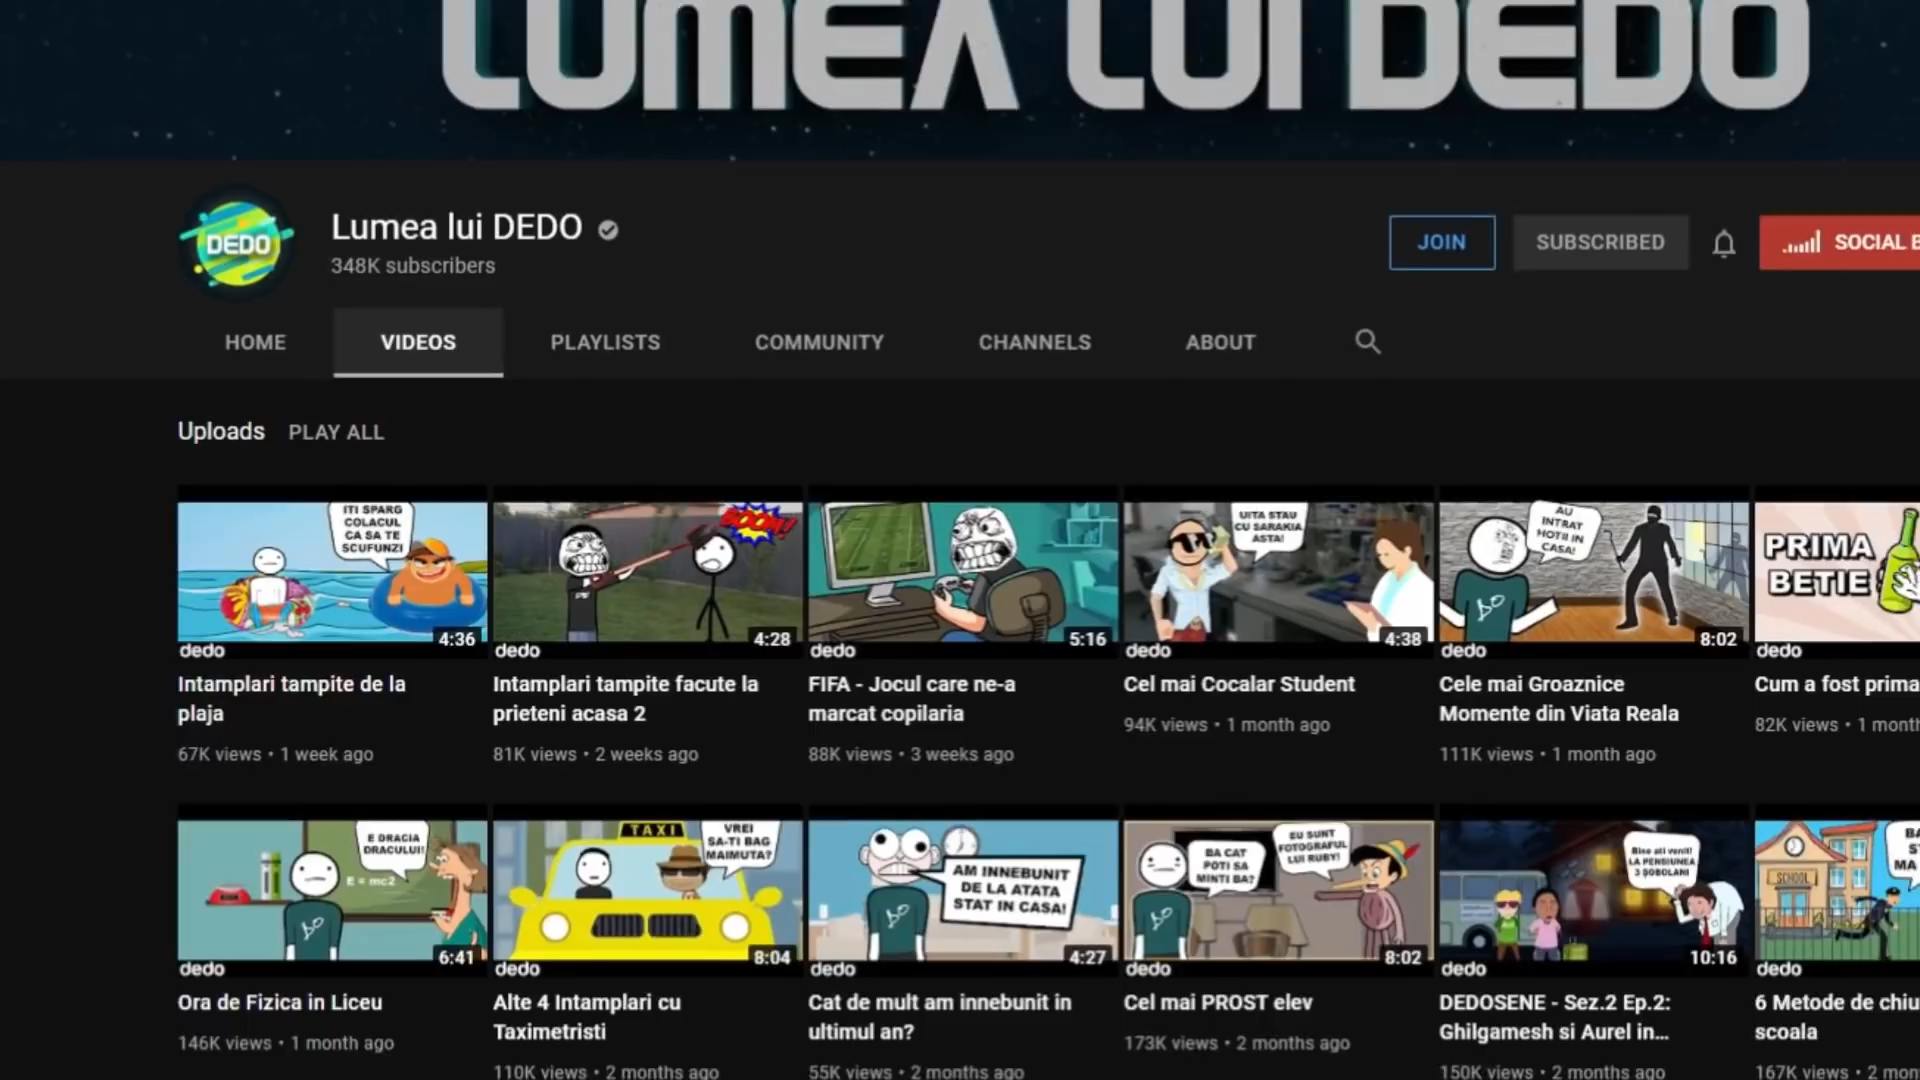 LUMEA LUI DEDO
DEDO
Lumea lui DEDO
348K subscribers
JOIN
SUBSCRIBED
SOCIAL B
HOME
VIDEOS
PLAYLISTS
COMMUNITY
CHANNELS
ABOUT
Uploads
PLAY ALL
ITI SPARG
COLACUL
CA SA TE
SCUFUNZI
4:36
dedo
Intamplari tampite de la
plaja
67K views • 1 week ago
BOOM!
4:28
dedo
Intamplari tampite facute la
prieteni acasa 2
81K views • 2 weeks ago
5:16
dedo
FIFA - Jocul care ne-a
marcat copilaria
88K views • 3 weeks ago
UITA STAU
CU SARAKIA
ASTA!
4:38
dedo
Cel mai Cocalar Student
94K views • 1 month ago
AU
INTRAT
HOTII IN
CASA!
8:02
dedo
Cele mai Groaznice
Momente din Viata Reala
111K views • 1 month ago
PRIMA
BETIE
dedo
Cum a fost prima
82K views • 1 month
E DRACIA
DRACULUI!
E = mc2
6:41
dedo
Ora de Fizica in Liceu
146K views • 1 month ago
TAXI
VREI
SA-TI BAG
MAIMUTA?
8:04
dedo
Alte 4 Intamplari cu
Taximetristi
110K views • 2 months ago
AM INNEBUNIT
DE LA ATATA
STAT IN CASA!
4:27
dedo
Cat de mult am innebunit in
ultimul an?
55K views • 2 months ago
BA CAT
POTI SA
MINTI BA?
EU SUNT
FOTOGRAFUL
LUI RUBY!
8:02
dedo
Cel mai PROST elev
173K views • 2 months ago
Bine ati venit!
LA PENSIUNEA
3 ȘOBOLANI
10:16
dedo
DEDOSENE - Sez.2 Ep.2:
Ghilgamesh si Aurel in...
150K views • 2 months ago
SCHOOL
BA
S
MA
dedo
6 Metode de chiu
scoala
167K views • 2 mon